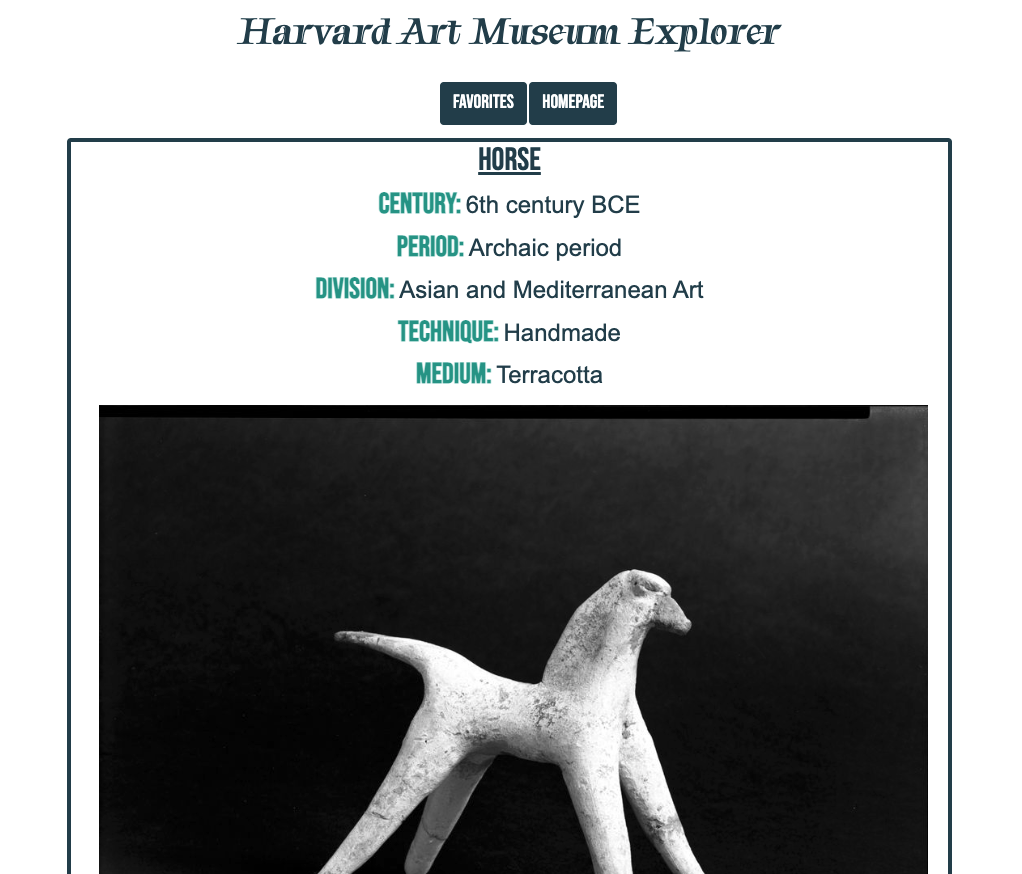 Harvard Art Museum Explorer
FAVORITES HOMEPAGE
HORSE
CENTURY: 6th century BCE
PERIOD: Archaic period
DIVISION: Asian and Mediterranean Art
TECHNIQUE: Handmade
MEDIUM: Terracotta